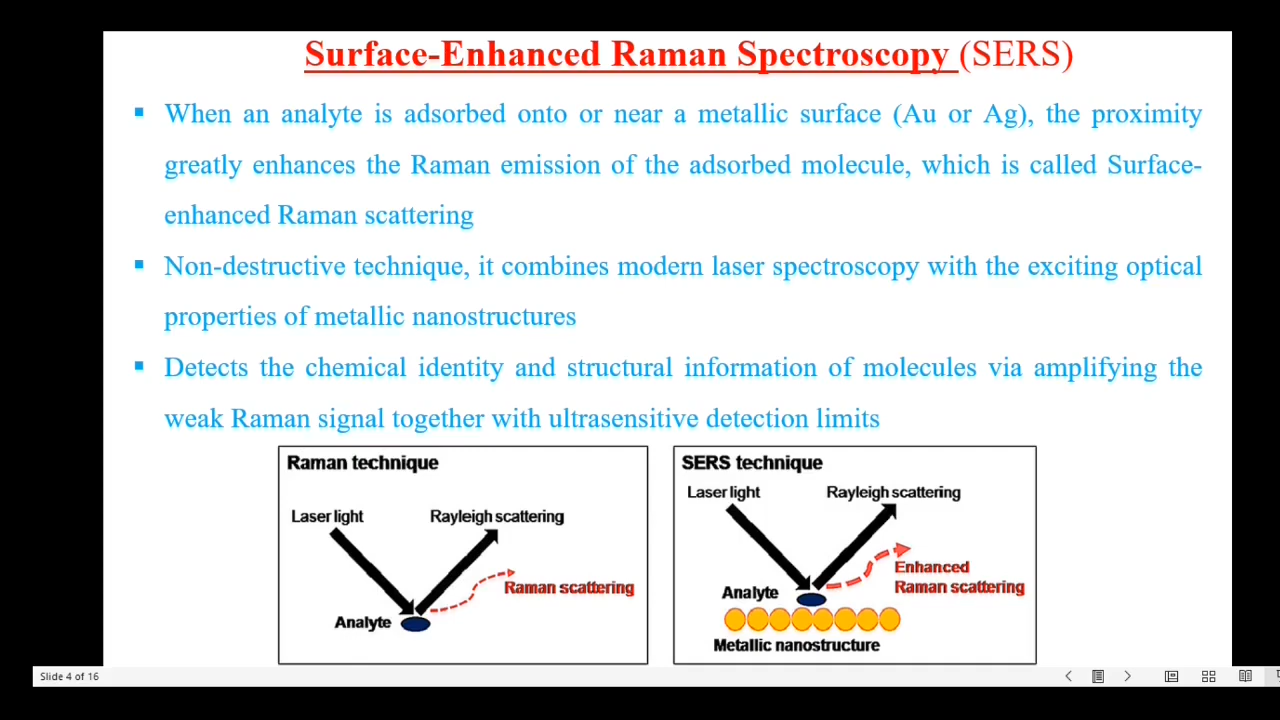 Surface-Enhanced Raman Spectroscopy (SERS)
▪ When an analyte is adsorbed onto or near a metallic surface (Au or Ag), the proximity
greatly enhances the Raman emission of the adsorbed molecule, which is called Surface-
enhanced Raman scattering
▪ Non-destructive technique, it combines modern laser spectroscopy with the exciting optical
properties of metallic nanostructures
▪ Detects the chemical identity and structural information of molecules via amplifying the
weak Raman signal together with ultrasensitive detection limits
Raman technique
Laser light
Rayleigh scattering
Raman scattering
Analyte
SERS technique
Laser light
Rayleigh scattering
Enhanced
Raman scattering
Analyte
Metallic nanostructure
Slide 4 of 16